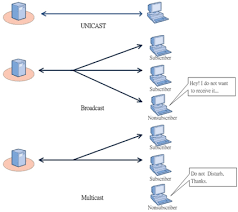 UNICAST
Subscriber
Hey! I do not want
to receive it...
Subscriber
Broadcast
Nonsubscriber
Subscriber
Subscriber
Do not Disturb,
Thanks.
Multicast
Nonsubscriber